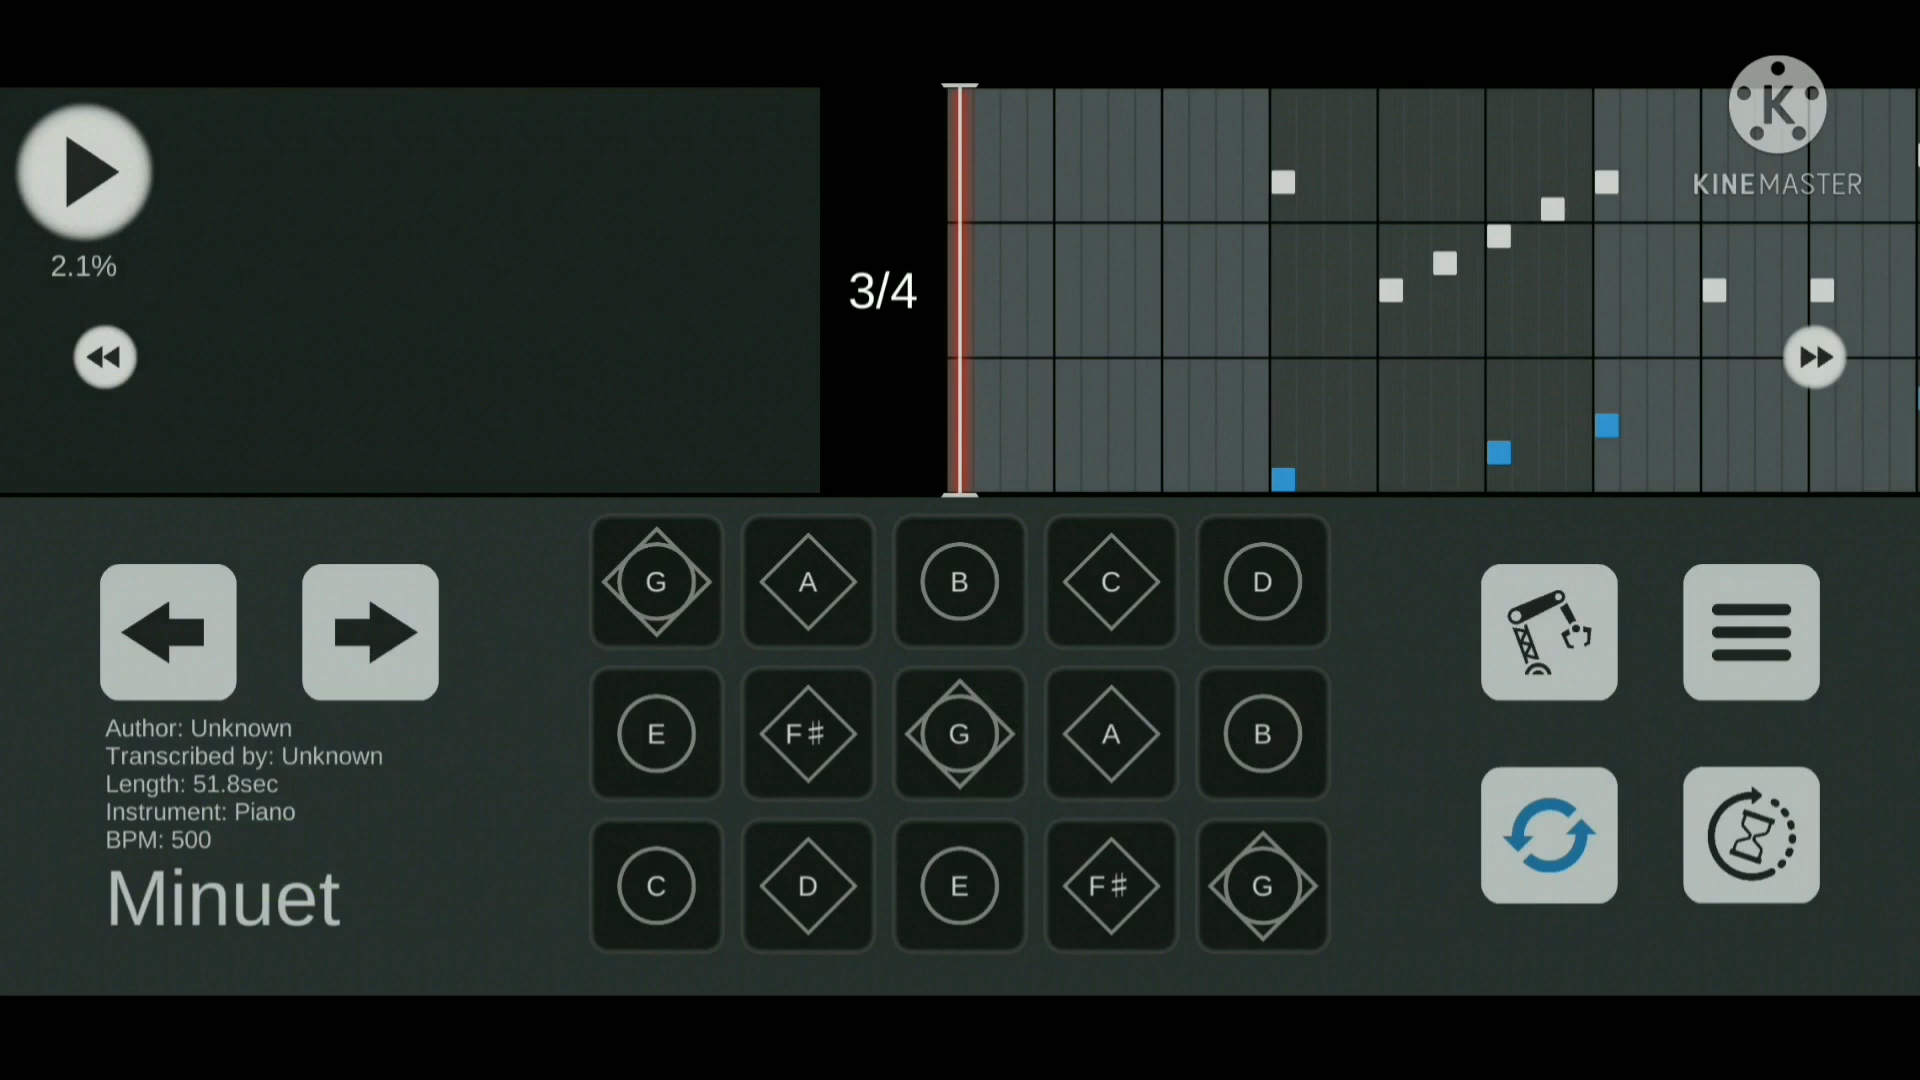 K
KINEMASTER
2.1%
3/4
G A B C D
E F# G A B
C D E F# G
Author: Unknown
Transcribed by: Unknown
Length: 51.8sec
Instrument: Piano
BPM: 500
Minuet